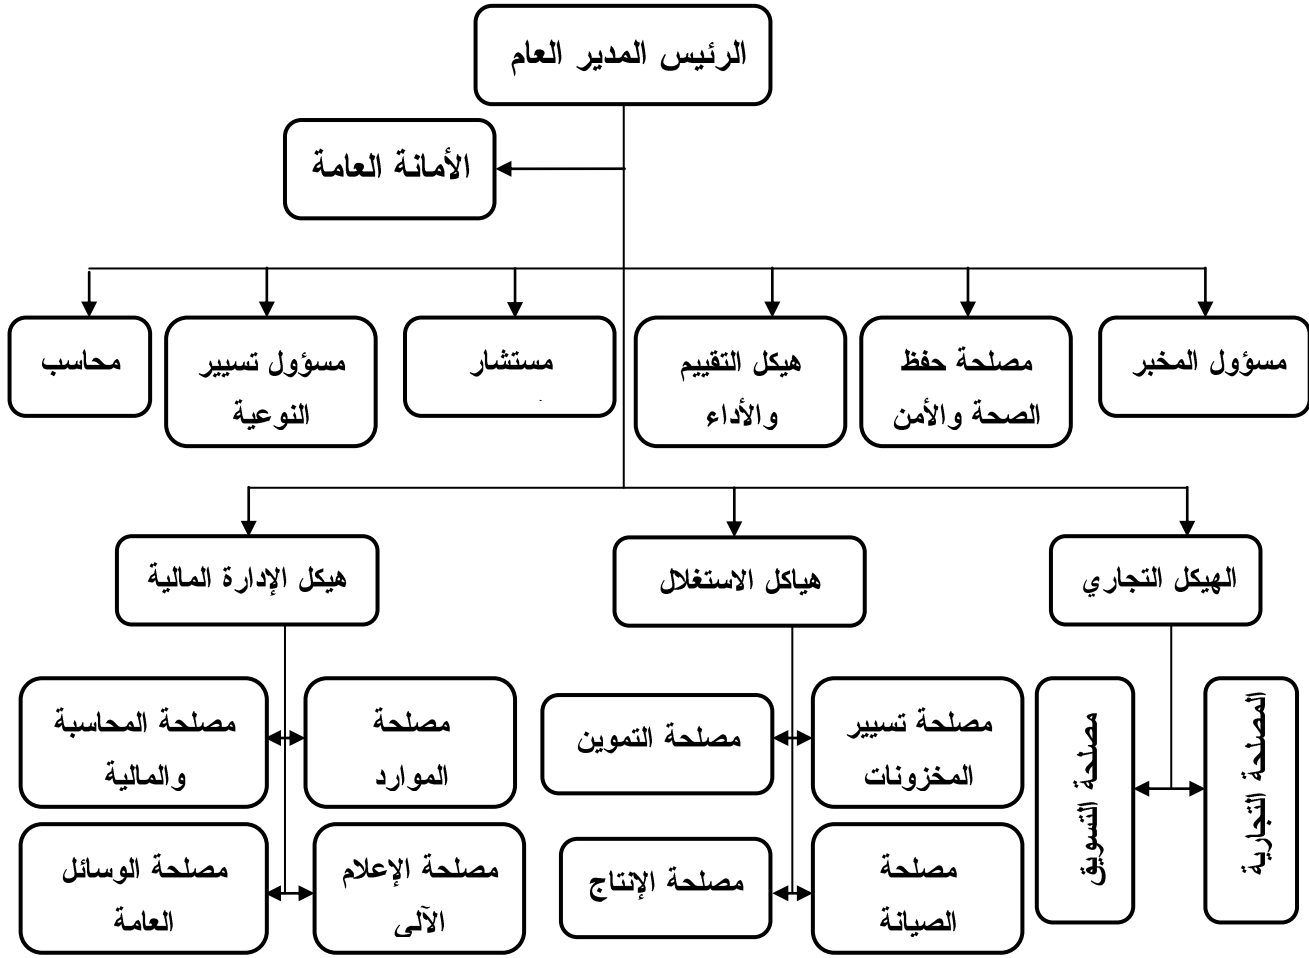 الرئيس المدير العام
الأمانة العامة
مسؤول المخبر
مصلحة حفظ
الصحة والأمن
هيكل التقييم
والأداء
مستشار
مسؤول تسيير
النوعية
محاسب
الهيكل التجاري
هياكل الاستغلال
هيكل الإدارة المالية
المصلحة التجارية
مصلحة التسويق
مصلحة تسيير
المخزونات
مصلحة التموين
مصلحة
الصيانة
مصلحة الإنتاج
مصلحة
الموارد
مصلحة المحاسبة
والمالية
مصلحة الإعلام
الآلي
مصلحة الوسائل
العامة